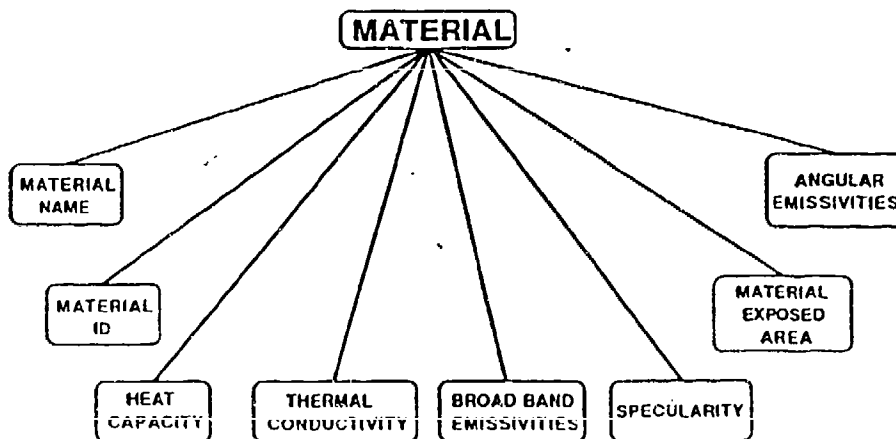 MATERIAL
MATERIAL
NAME
ANGULAR
EMISSIVITIES
MATERIAL
ID
MATERIAL
EXPOSED
AREA
HEAT
CAPACITY
THERMAL
CONDUCTIVITY
BROAD BAND
EMISSIVITIES
SPECULARITY